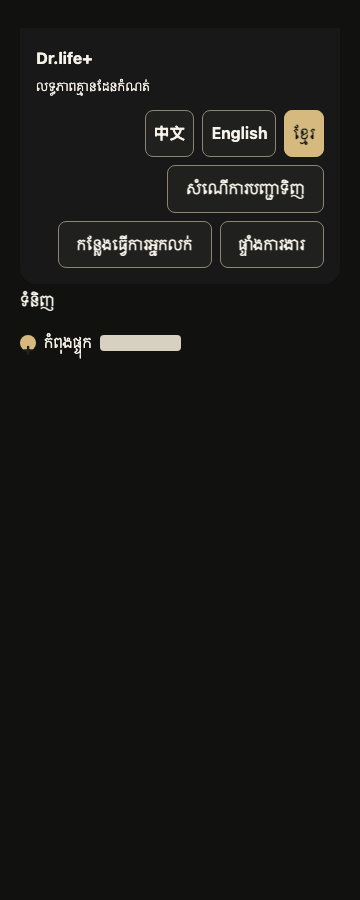 Dr.life+
លទ្ធភាពគ្មានដែនកំណត់
中文 English ខ្មែរ
សំណើការបញ្ជាទិញ
កន្លែងធ្វើការអ្នកលក់ ផ្ទាំងការងារ
ទំនិញ
កំពុងផ្ទុក